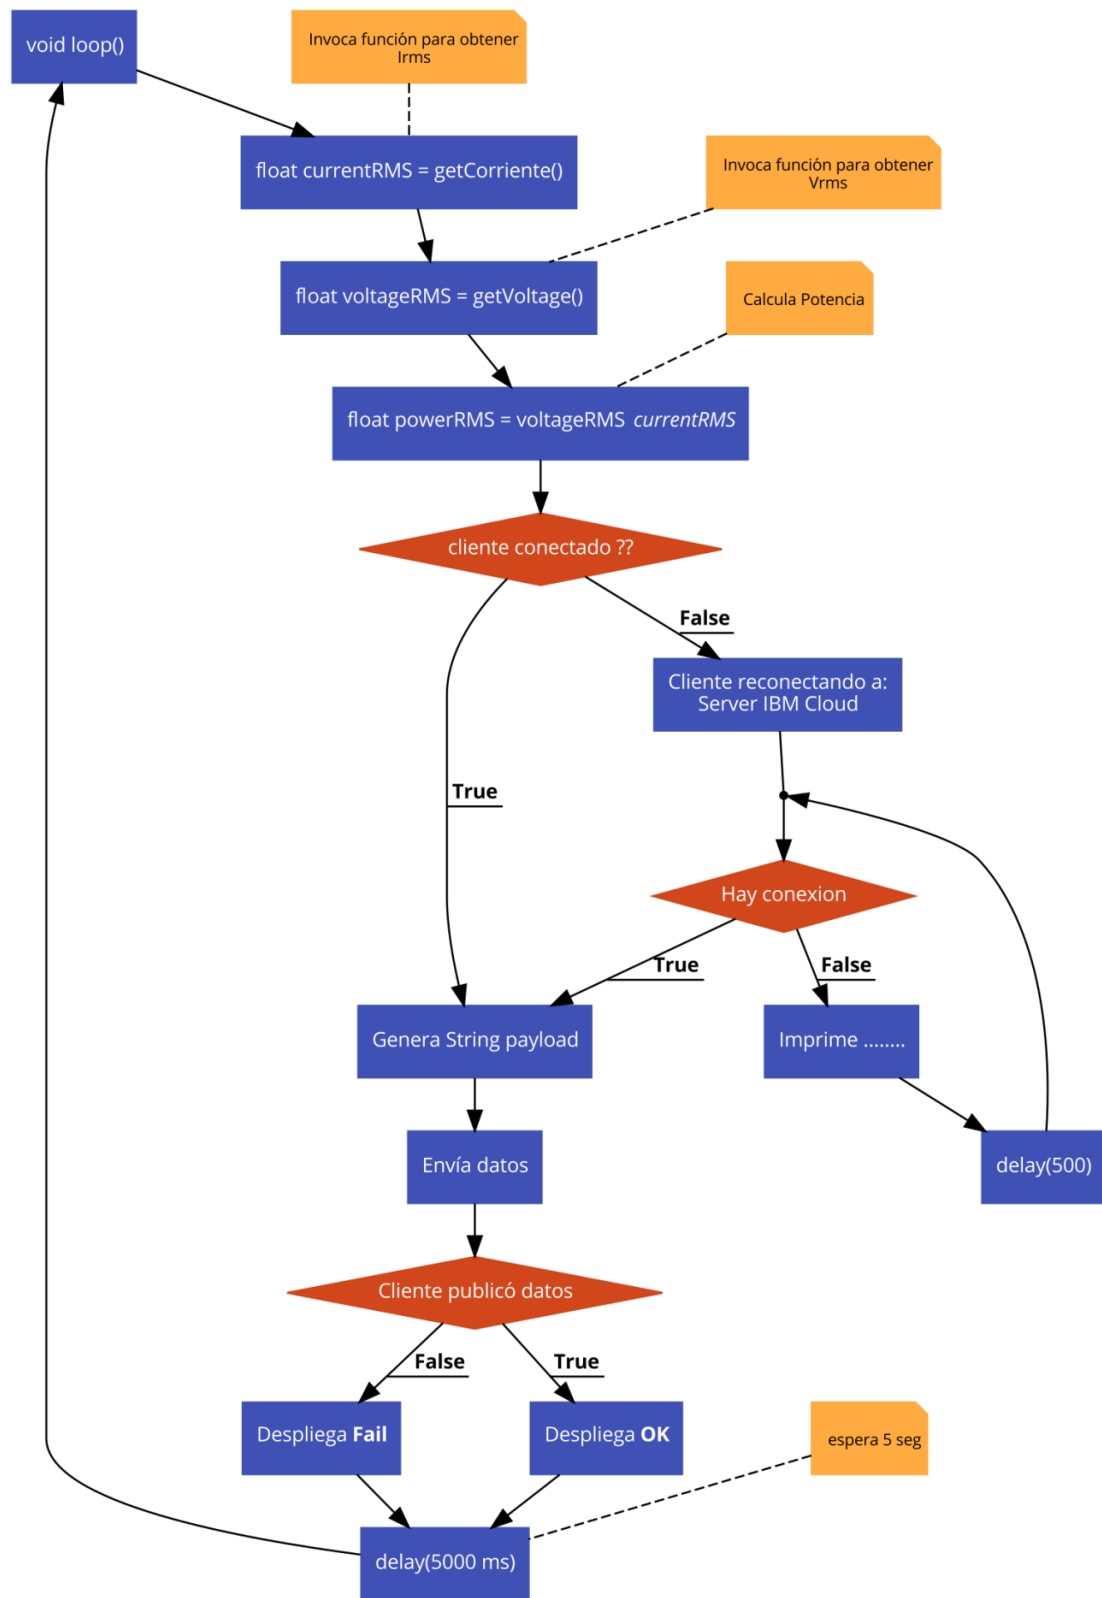 void loop()
Invoca función para obtener
Irms
float currentRMS = getCorriente()
Invoca función para obtener
Vrms
float voltageRMS = getVoltage()
Calcula Potencia
float powerRMS = voltageRMS currentRMS
cliente conectado ??
False
Cliente reconectando a:
Server IBM Cloud
True
Hay conexion
True
False
Genera String payload
Imprime ........
Envía datos
delay(500)
Cliente publicó datos
False
True
Despliega Fail
Despliega OK
espera 5 seg
delay(5000 ms)